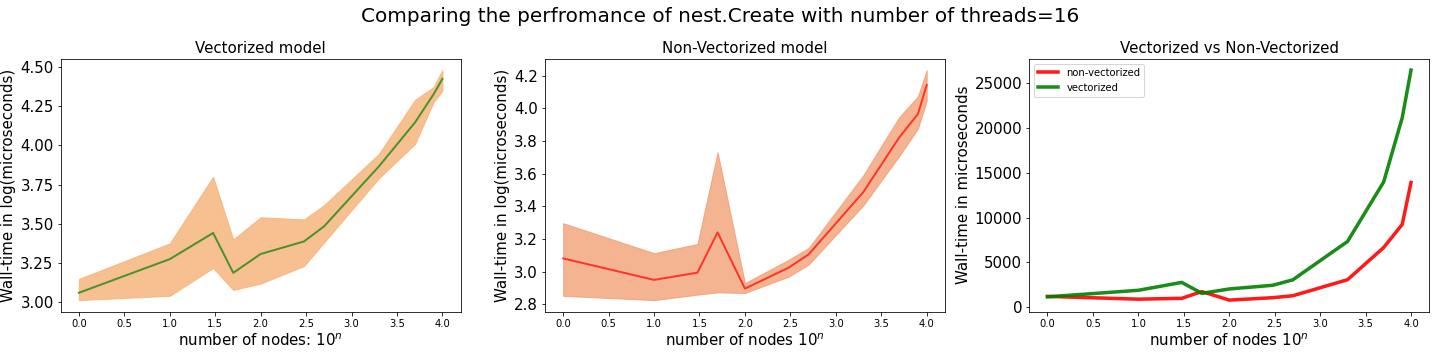 Comparing the perfromance of nest.Create with number of threads=16
Vectorized model
Wall-time in log(microseconds)
4.50
4.25
4.00
3.75
3.50
3.25
3.00
0.0 0.5 1.0 1.5 2.0 2.5 3.0 3.5 4.0
number of nodes: 10^n
Non-Vectorized model
Wall-time in log(microseconds)
4.2
4.0
3.8
3.6
3.4
3.2
3.0
2.8
0.0 0.5 1.0 1.5 2.0 2.5 3.0 3.5 4.0
number of nodes 10^n
Vectorized vs Non-Vectorized
non-vectorized
vectorized
Wall-time in microseconds
25000
20000
15000
10000
5000
0
0.0 0.5 1.0 1.5 2.0 2.5 3.0 3.5 4.0
number of nodes 10^n